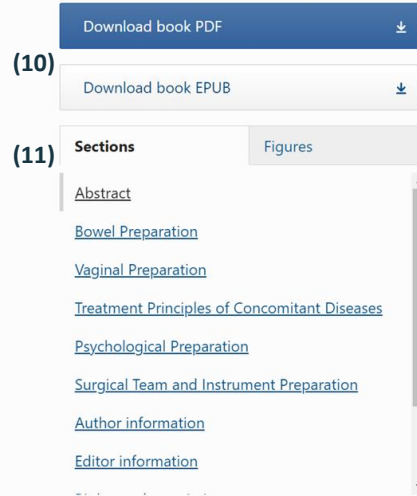 Download book PDF
(10)
Download book EPUB
(11) Sections Figures
Abstract
Bowel Preparation
Vaginal Preparation
Treatment Principles of Concomitant Diseases
Psychological Preparation
Surgical Team and Instrument Preparation
Author information
Editor information